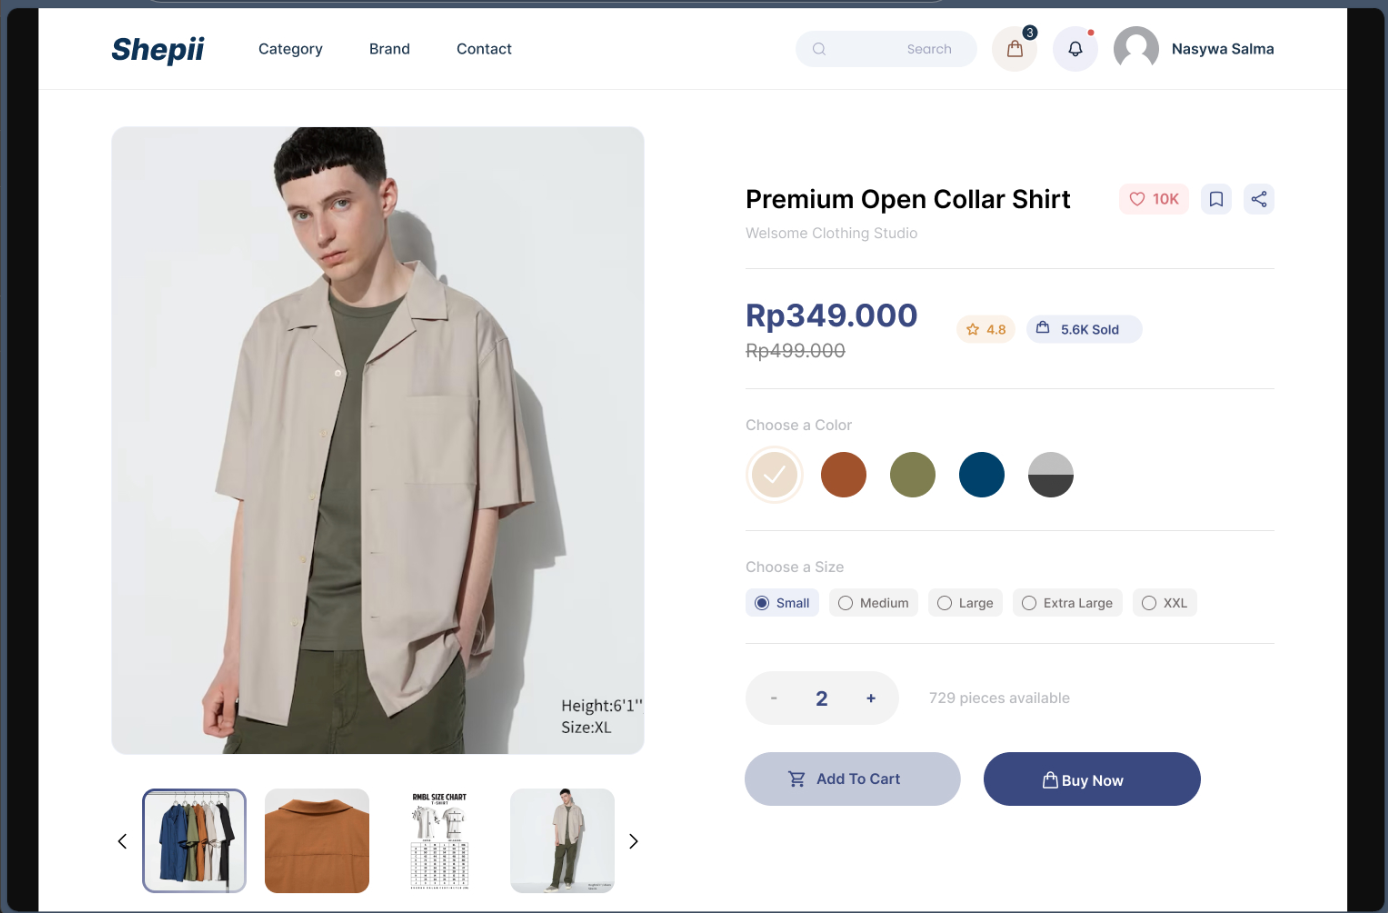 Shepii
Category
Brand
Contact
Search
3
Nasywa Salma
Premium Open Collar Shirt
10K
Welsome Clothing Studio
Rp349.000
4.8
5.6K Sold
Rp499.000
Choose a Color
Choose a Size
Small
Medium
Large
Extra Large
XXL
- 2 +
729 pieces available
Add To Cart
Buy Now
Height:6'1''
Size:XL
RMBL SIZE CHART
T-SHIRT